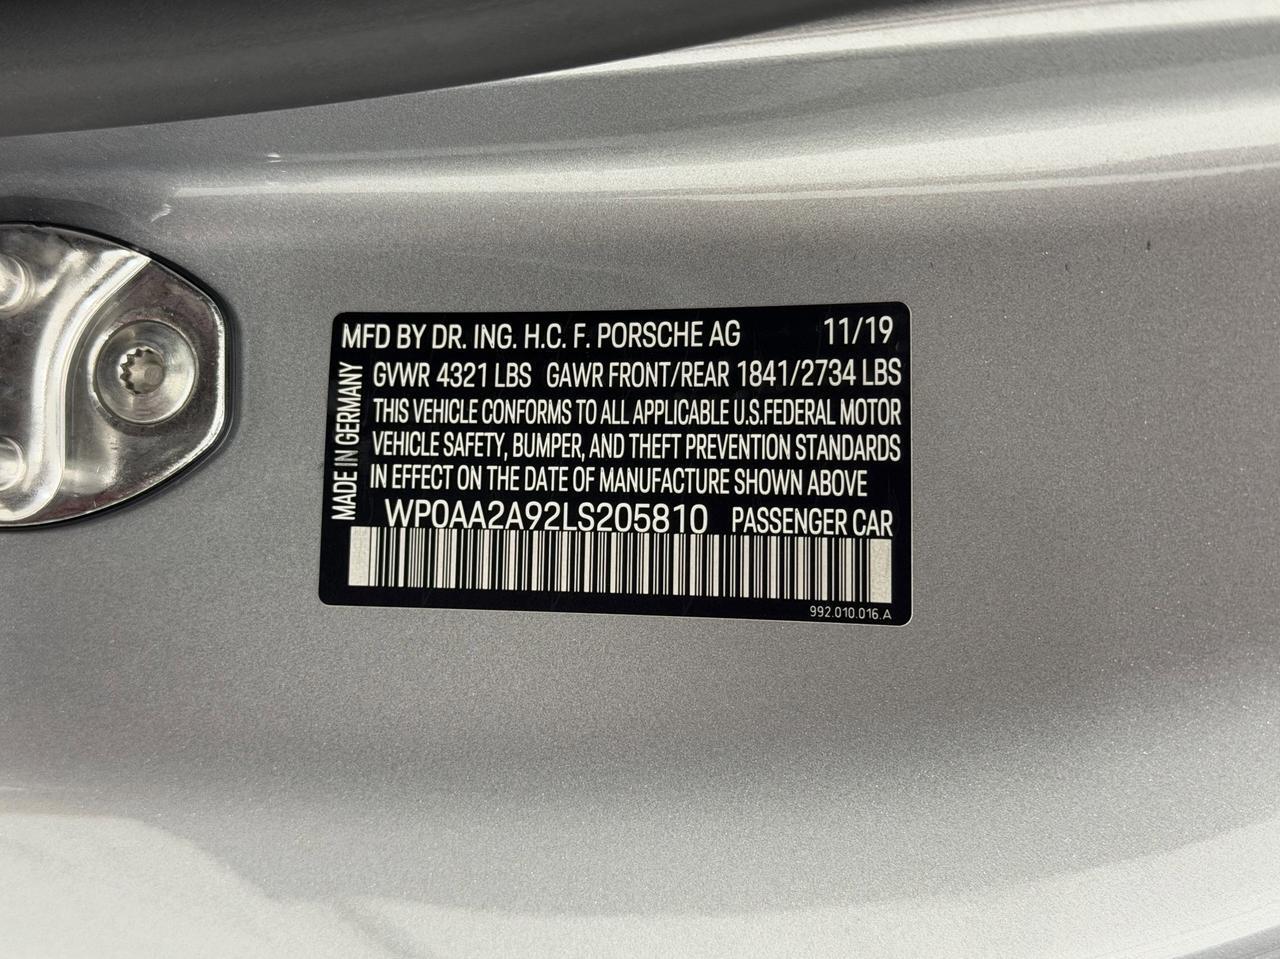 MFD BY DR. ING. H.C. F. PORSCHE AG 11/19
GVWR 4321 LBS GAWR FRONT/REAR 1841/2734 LBS
THIS VEHICLE CONFORMS TO ALL APPLICABLE U.S.FEDERAL MOTOR
VEHICLE SAFETY, BUMPER, AND THEFT PREVENTION STANDARDS
IN EFFECT ON THE DATE OF MANUFACTURE SHOWN ABOVE
MADE IN GERMANY
WP0AA2A92LS205810 PASSENGER CAR
992.010.016.A